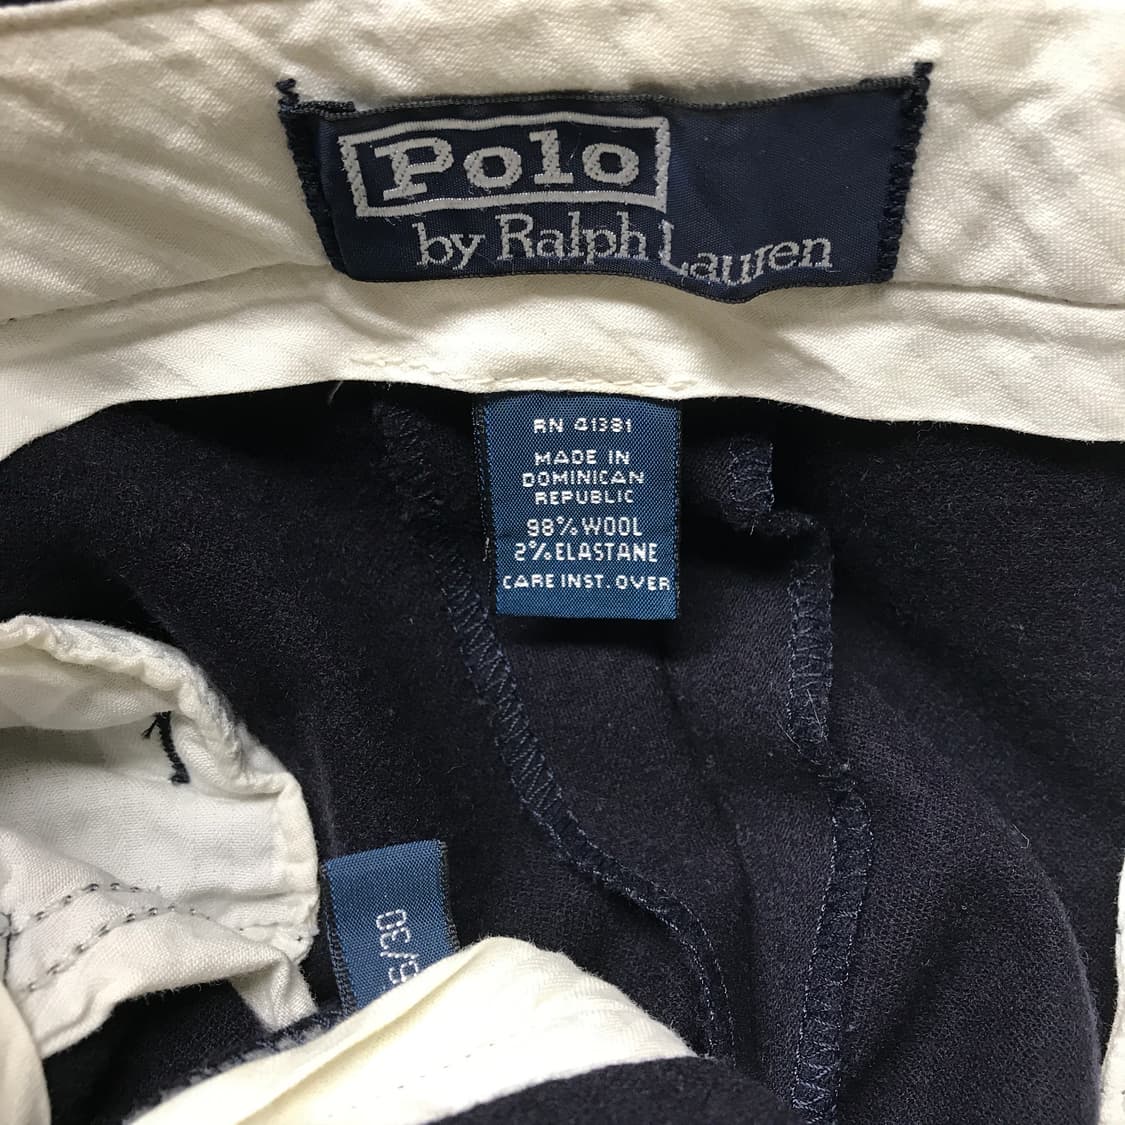 Polo
by Ralph Lauren
RN 41381
MADE IN
DOMINICAN
REPUBLIC
98% WOOL
2% ELASTANE
CARE INST. OVER